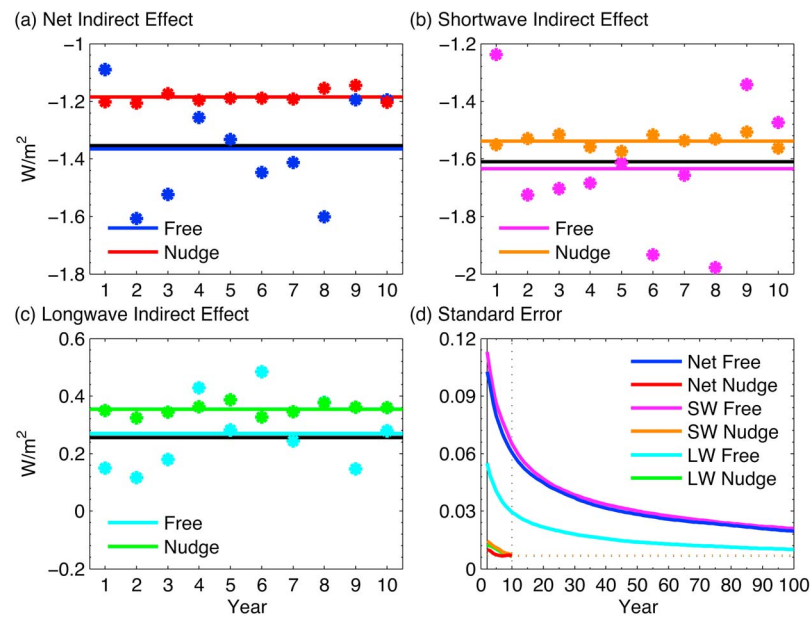 (a) Net Indirect Effect
−1
−1.2
−1.4
−1.6
−1.8
W/m²
Free
Nudge
1 2 3 4 5 6 7 8 9 10
(b) Shortwave Indirect Effect
−1.2
−1.4
−1.6
−1.8
−2
Free
Nudge
1 2 3 4 5 6 7 8 9 10
(c) Longwave Indirect Effect
0.6
0.4
0.2
0
−0.2
W/m²
Free
Nudge
1 2 3 4 5 6 7 8 9 10
Year
(d) Standard Error
0.12
0.09
0.06
0.03
0
Net Free
Net Nudge
SW Free
SW Nudge
LW Free
LW Nudge
0 10 20 30 40 50 60 70 80 90 100
Year